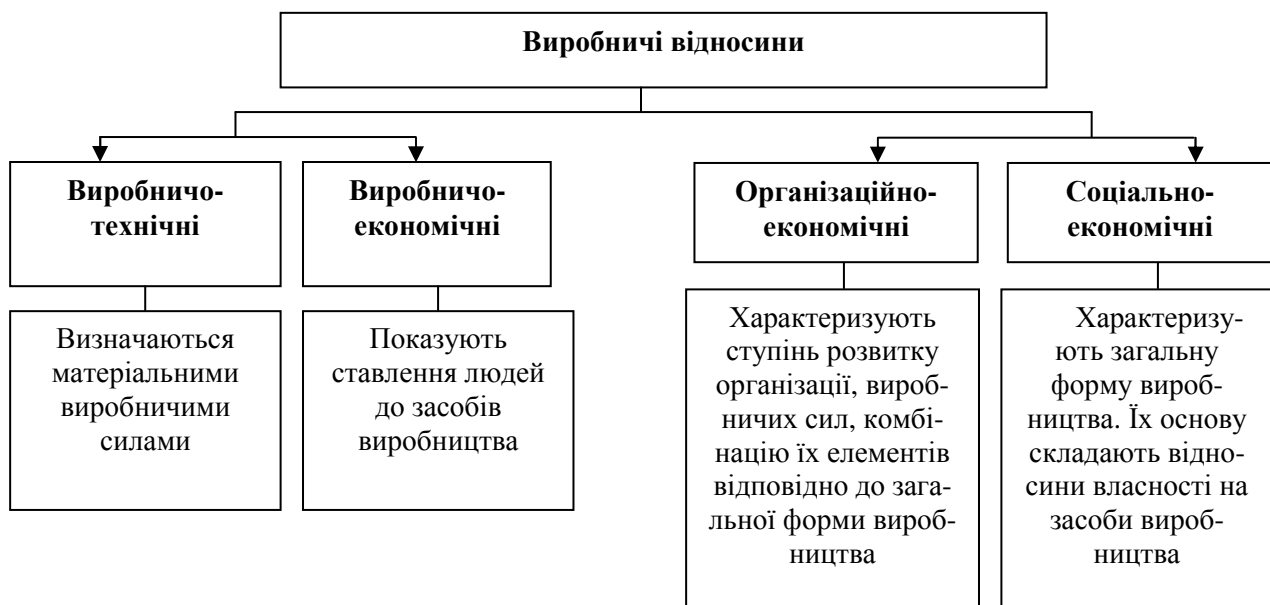 Виробничі відносини
Виробничо-
технічні
Виробничо-
економічні
Організаційно-
економічні
Соціально-
економічні
Визначаються
матеріальними
виробничими
силами
Показують
ставлення людей
до засобів
виробництва
Характеризують
ступінь розвитку
організації, вироб-
ничих сил, комбі-
націю їх елементів
відповідно до зага-
льної форми вироб-
ництва
Характеризу-
ють загальну
форму вироб-
ництва. Їх основу
складають відно-
сини власності на
засоби вироб-
ництва